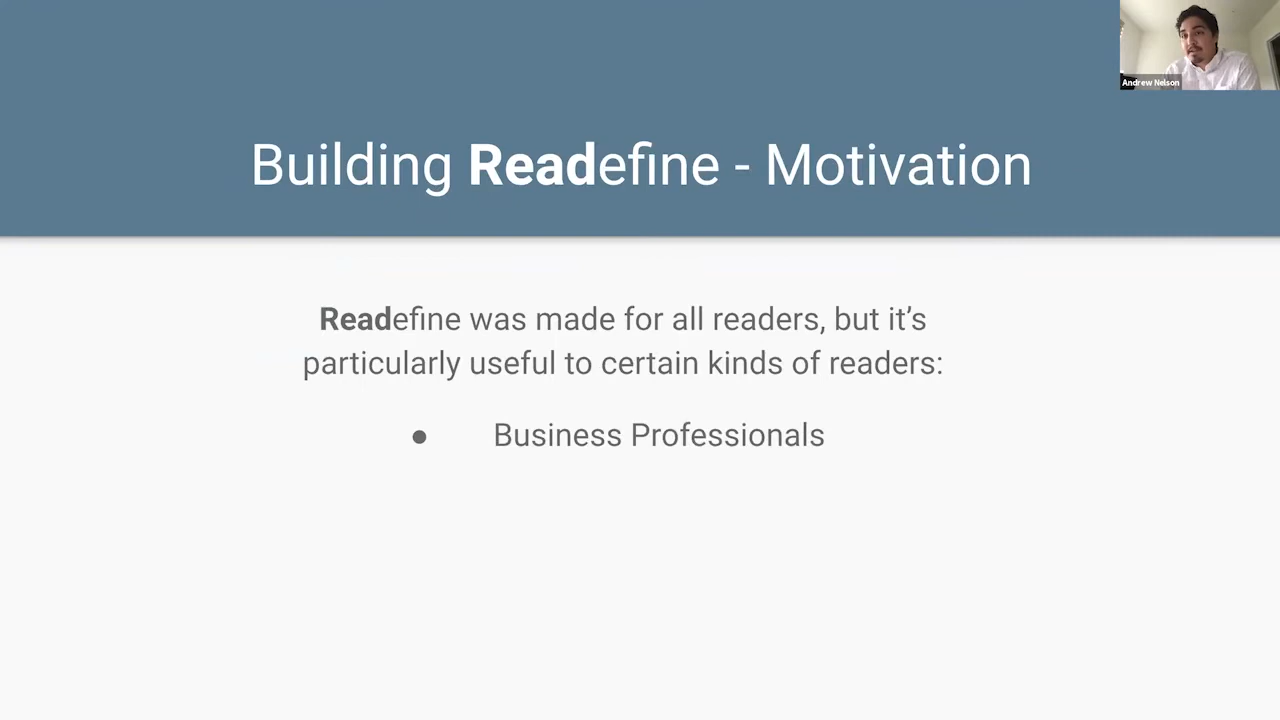 Andrew Nelson
Building Readefine - Motivation
Readefine was made for all readers, but it’s
particularly useful to certain kinds of readers:
● Business Professionals